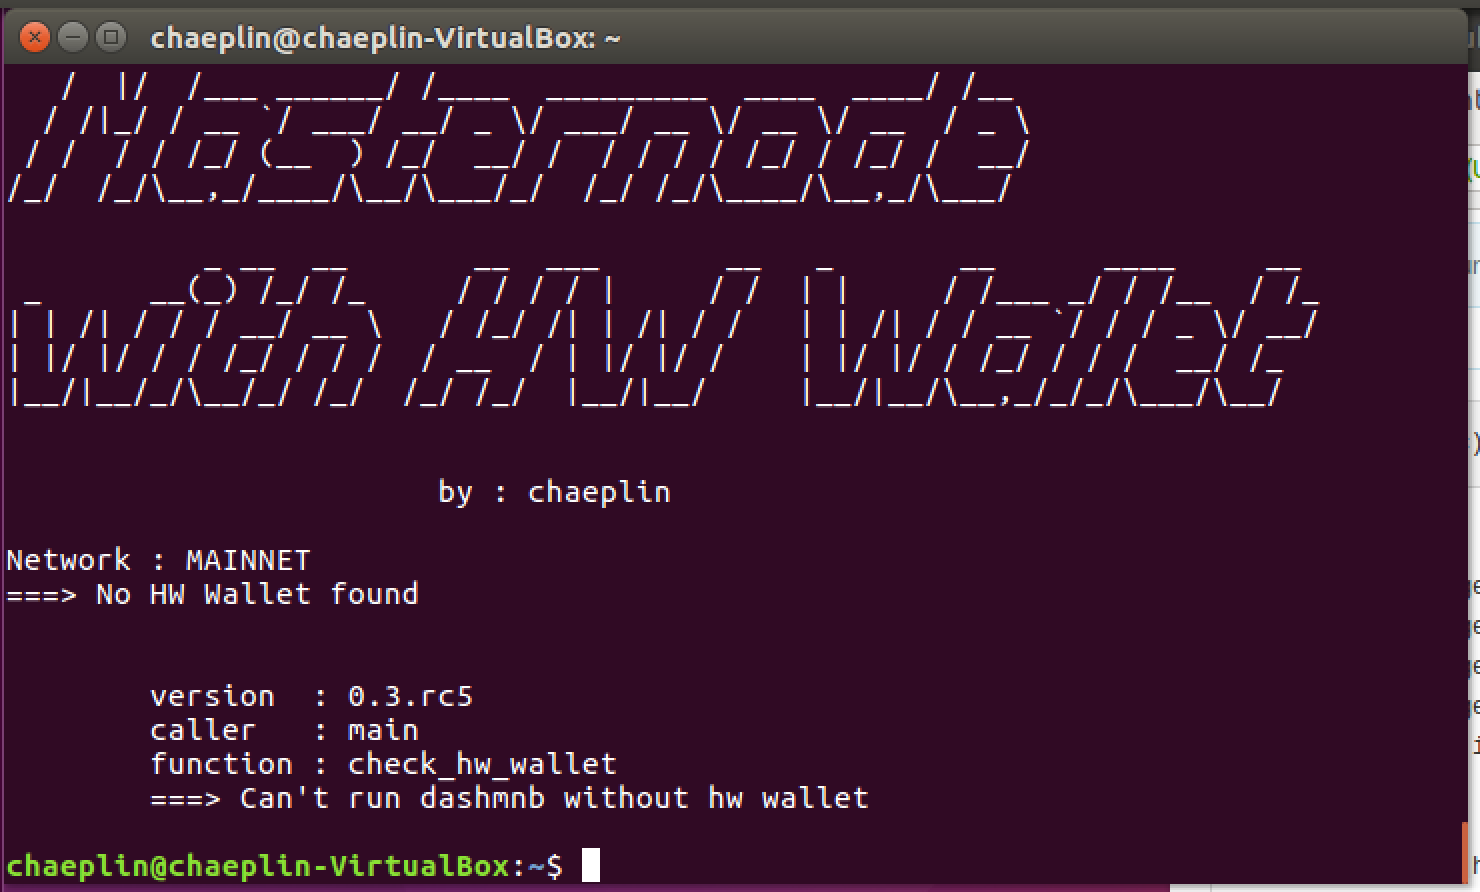 chaeplin@chaeplin-VirtualBox: ~
Masternode
with HW Wallet
by : chaeplin
Network : MAINNET
===> No HW Wallet found
version : 0.3.rc5
caller : main
function : check_hw_wallet
===> Can't run dashmnb without hw wallet
chaeplin@chaeplin-VirtualBox:~$